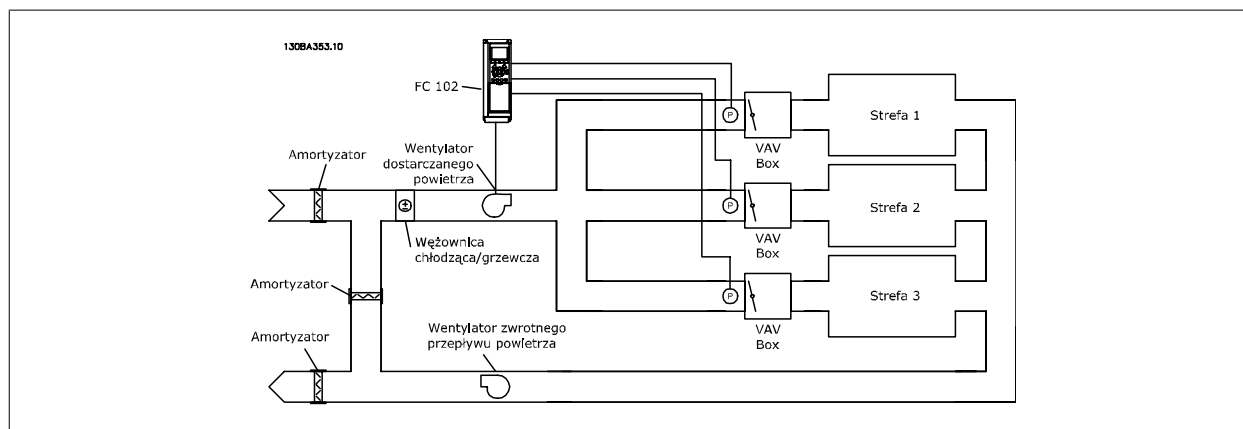 130BA353.10
FC 102
Amortyzator
Wentylator
dostarczanego
powietrza
P
VAV
Box
Strefa 1
±
Wężownica
chłodząca/grzewcza
P
VAV
Box
Strefa 2
Amortyzator
P
VAV
Box
Strefa 3
Amortyzator
Wentylator zwrotnego
przepływu powietrza